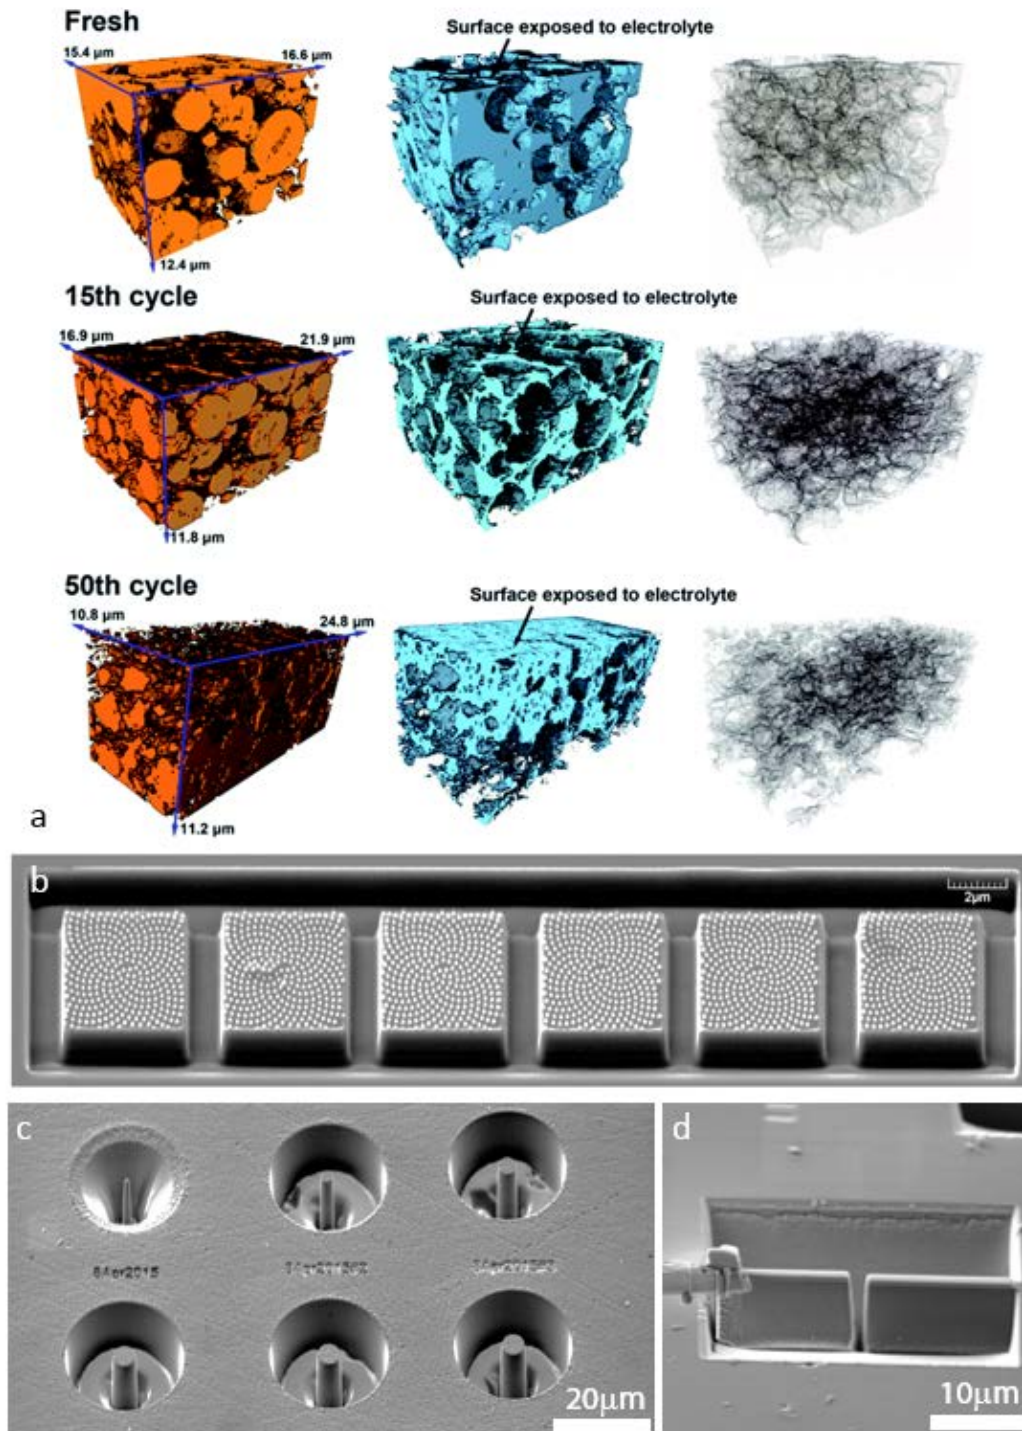 Fresh
Surface exposed to electrolyte
15.4 µm
16.6 µm
12.4 µm
15th cycle
Surface exposed to electrolyte
16.9 µm
21.9 µm
11.8 µm
50th cycle
Surface exposed to electrolyte
10.8 µm
24.8 µm
11.2 µm
a
b
2µm
c
d
20µm
10µm